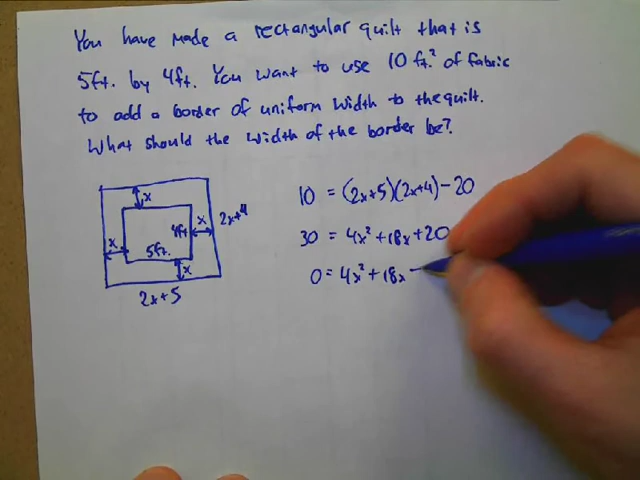 You have made a rectangular quilt that is
5ft. by 4ft. You want to use 10 ft.² of fabric
to add a border of uniform width to the quilt.
What should the width of the border be?
x
4ft
x
2x+4
x
5ft.
x
2x+5
10 = (2x+5)(2x+4)-20
30 = 4x²+18x+20
0 = 4x²+18x -